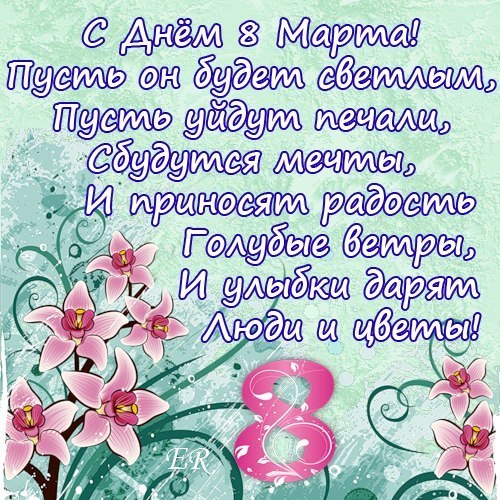 С Днём 8 Марта!
Пусть он будет светлым,
Пусть уйдут печали,
Сбудутся мечты,
И приносят радость
Голубые ветры,
И улыбки дарят
Люди и цветы!
8
ER